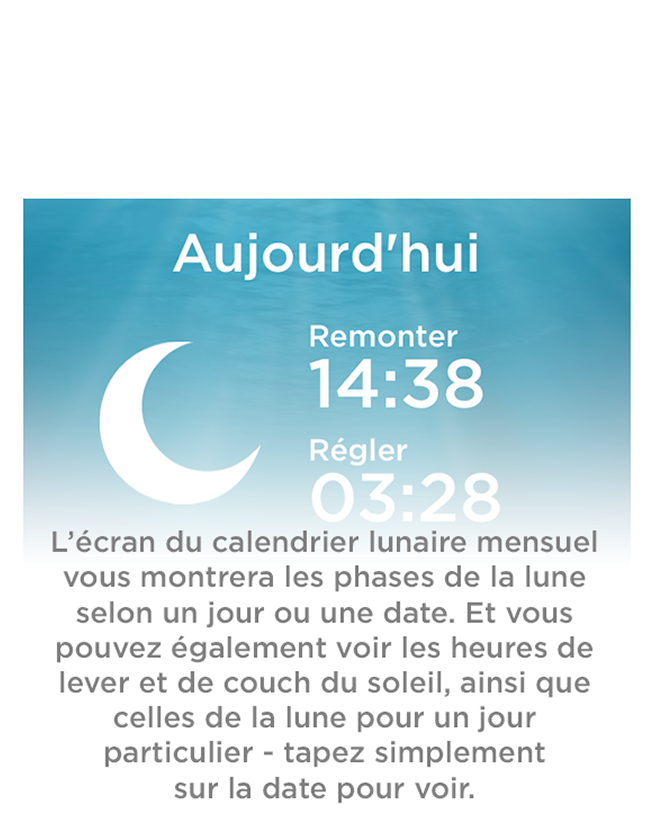 Aujourd'hui
Remonter
14:38
Régler
03:28
L’écran du calendrier lunaire mensuel
vous montrera les phases de la lune
selon un jour ou une date. Et vous
pouvez également voir les heures de
lever et de couch du soleil, ainsi que
celles de la lune pour un jour
particulier - tapez simplement
sur la date pour voir.